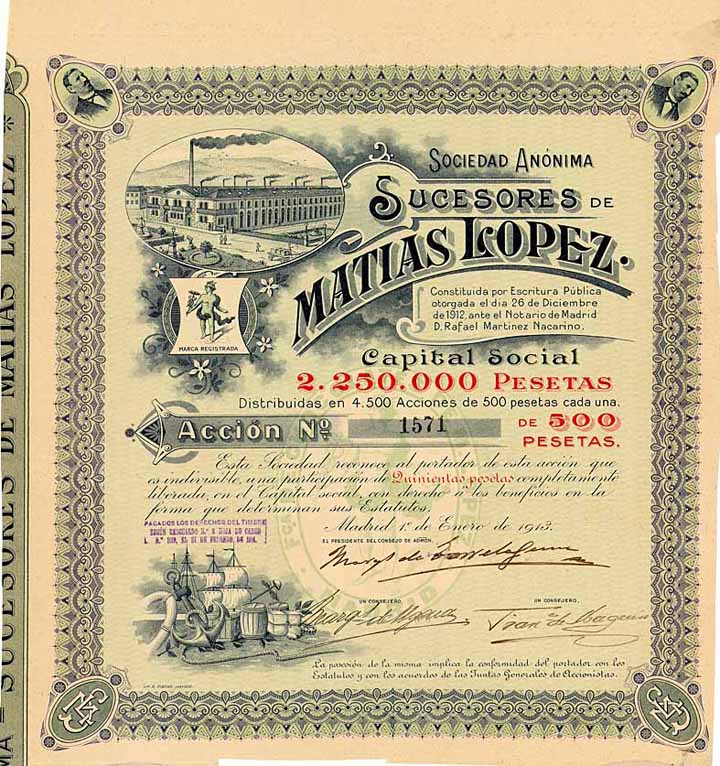 SOCIEDAD ANÓNIMA
SUCESORES DE
MATIAS LOPEZ.
Constituida por Escritura Pública
otorgada el dia 26 de Diciembre
de 1912, ante el Notario de Madrid
D. Rafael Martinez Nacarino.
MARCA REGISTRADA
Capital Social
2.250.000 PESETAS
Distribuidas en 4.500 Acciones de 500 pesetas cada una.
Acción Nº 1571 DE 500
PESETAS.
Esta Sociedad reconoce al portador de esta acción que
es indivisible, una participación de Quinientas pesetas completamente
liberada, en el Capital social, con derecho a los beneficios en la
forma que determinan sus Estatutos.
Madrid 1º de Enero de 1913.
PAGADOS LOS DERECHOS DEL TIMBRE
EL PRESIDENTE DEL CONSEJO DE ADMÓN.
UN CONSEJERO,
UN CONSEJERO,
La posesión de la misma implica la conformidad del portador con los
Estatutos y con los acuerdos de las Juntas Generales de Accionistas.
SUCESORES DE MATIAS LOPEZ